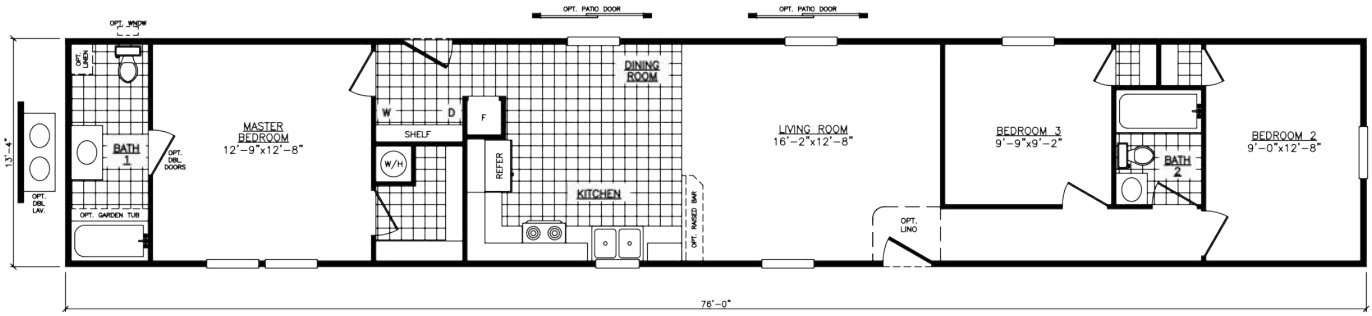 OPT. PATIO DOOR
OPT. PATIO DOOR
OPT. WNDW
OPT.
LINEN
13'-4"
OPT.
DBL
LAV.
BATH
1
OPT.
DBL.
DOORS
OPT. GARDEN TUB
MASTER
BEDROOM
12'-9"x12'-8"
W
D
SHELF
W/H
F
REFER
DINING
ROOM
KITCHEN
OPT. RAISED BAR
LIVING ROOM
16'-2"x12'-8"
OPT.
LINO
BEDROOM 3
9'-9"x9'-2"
BATH
2
BEDROOM 2
9'-0"x12'-8"
76'-0"